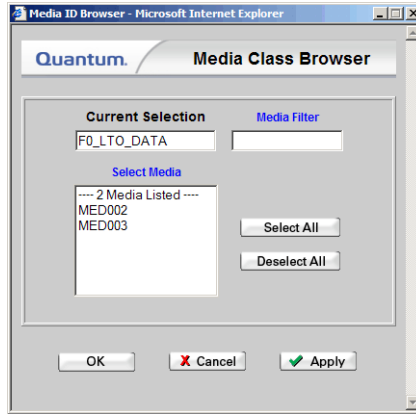 Media ID Browser - Microsoft Internet Explorer
Quantum. Media Class Browser
Current Selection Media Filter
F0_LTO_DATA
Select Media
---- 2 Media Listed ----
MED002
MED003
Select All
Deselect All
OK Cancel Apply